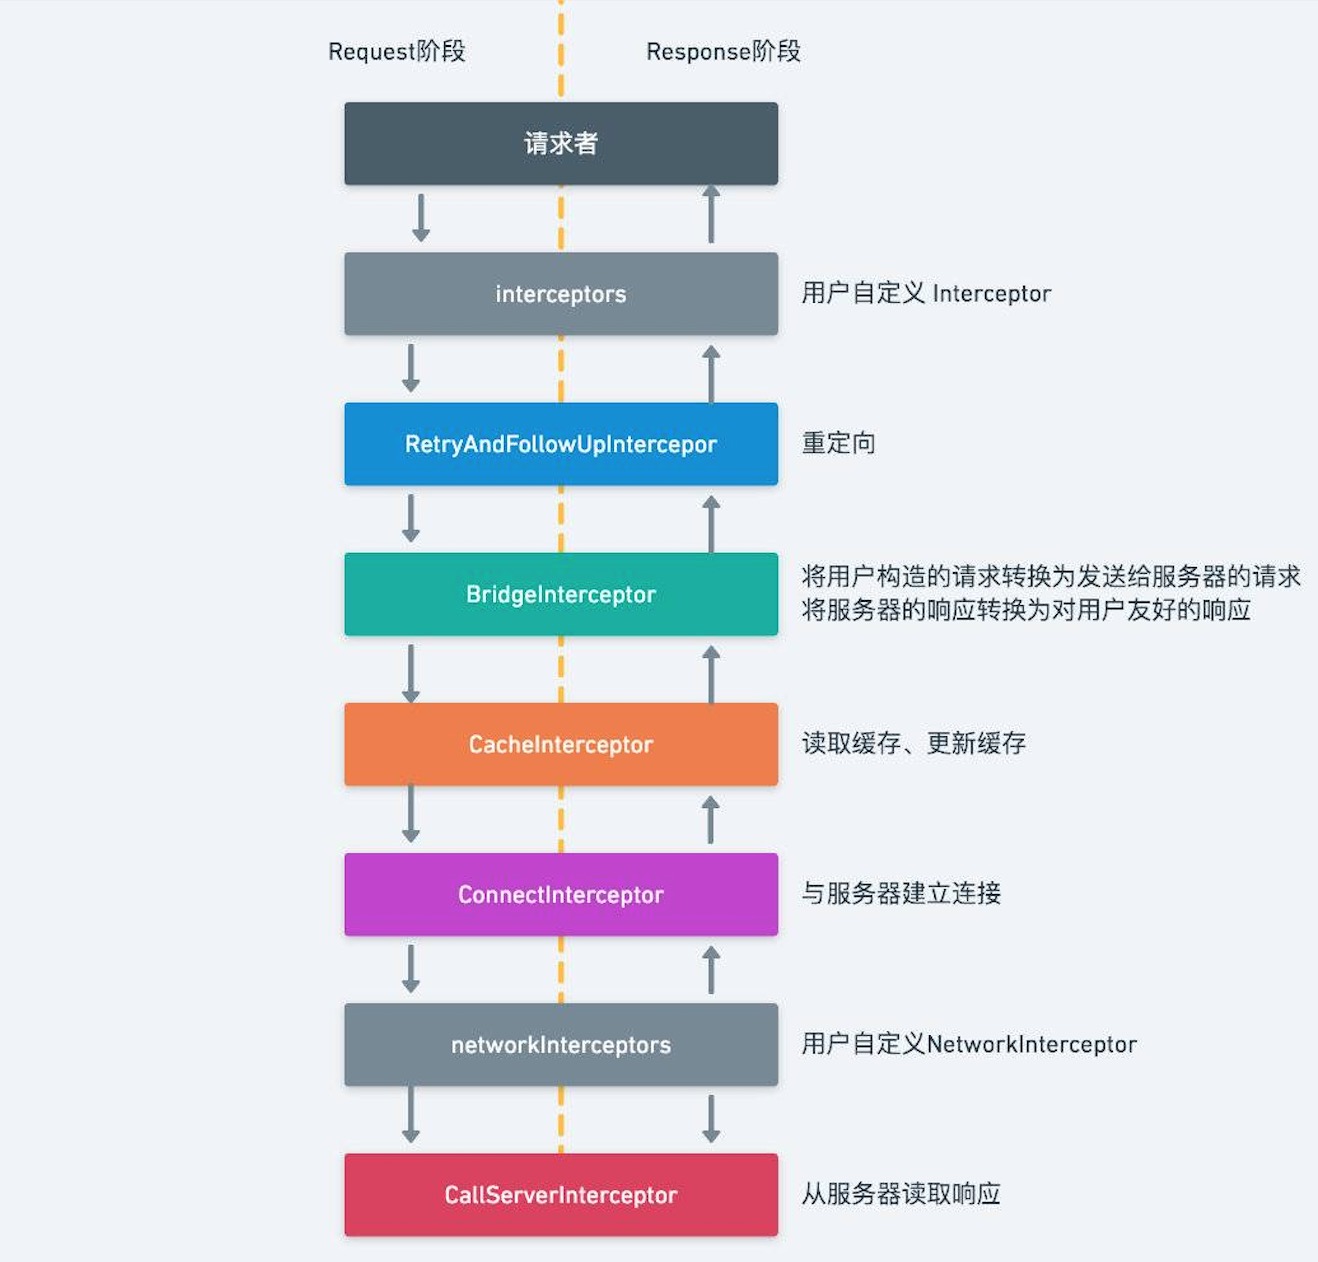 Request阶段
Response阶段
请求者
interceptors
用户自定义 Interceptor
RetryAndFollowUpIntercepor
重定向
BridgeInterceptor
将用户构造的请求转换为发送给服务器的请求
将服务器的响应转换为对用户友好的响应
CacheInterceptor
读取缓存、更新缓存
ConnectInterceptor
与服务器建立连接
networkInterceptors
用户自定义NetworkInterceptor
CallServerInterceptor
从服务器读取响应